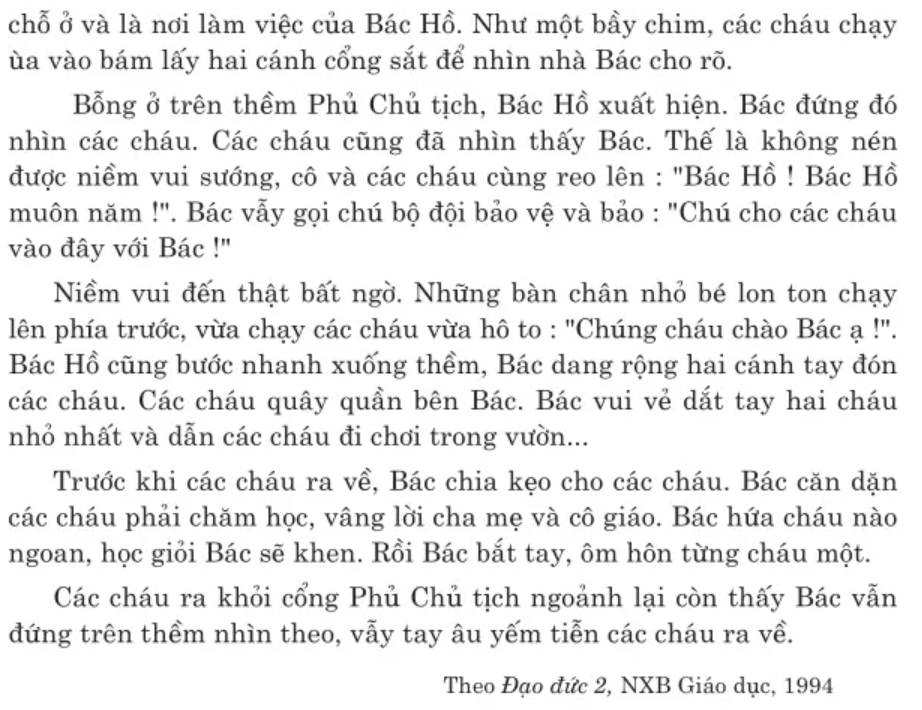 chỗ ở và là nơi làm việc của Bác Hồ. Như một bầy chim, các cháu chạy
ùa vào bám lấy hai cánh cổng sắt để nhìn nhà Bác cho rõ.
Bỗng ở trên thềm Phủ Chủ tịch, Bác Hồ xuất hiện. Bác đứng đó
nhìn các cháu. Các cháu cũng đã nhìn thấy Bác. Thế là không nén
được niềm vui sướng, cô và các cháu cùng reo lên : "Bác Hồ ! Bác Hồ
muôn năm !". Bác vẫy gọi chú bộ đội bảo vệ và bảo : "Chú cho các cháu
vào đây với Bác !"
Niềm vui đến thật bất ngờ. Những bàn chân nhỏ bé lon ton chạy
lên phía trước, vừa chạy các cháu vừa hô to : "Chúng cháu chào Bác ạ !".
Bác Hồ cũng bước nhanh xuống thềm, Bác dang rộng hai cánh tay đón
các cháu. Các cháu quây quần bên Bác. Bác vui vẻ dắt tay hai cháu
nhỏ nhất và dẫn các cháu đi chơi trong vườn...
Trước khi các cháu ra về, Bác chia kẹo cho các cháu. Bác căn dặn
các cháu phải chăm học, vâng lời cha mẹ và cô giáo. Bác hứa cháu nào
ngoan, học giỏi Bác sẽ khen. Rồi Bác bắt tay, ôm hôn từng cháu một.
Các cháu ra khỏi cổng Phủ Chủ tịch ngoảnh lại còn thấy Bác vẫn
đứng trên thềm nhìn theo, vẫy tay âu yếm tiễn các cháu ra về.
Theo Đạo đức 2, NXB Giáo dục, 1994